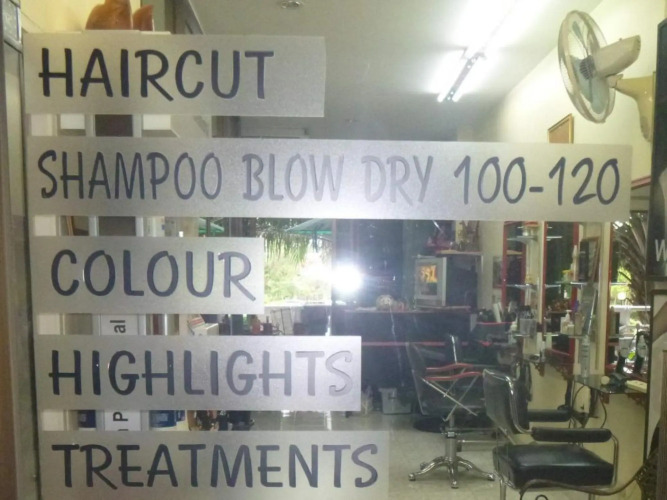 HAIRCUT
SHAMPOO BLOW DRY 100-120
COLOUR
HIGHLIGHTS
TREATMENTS